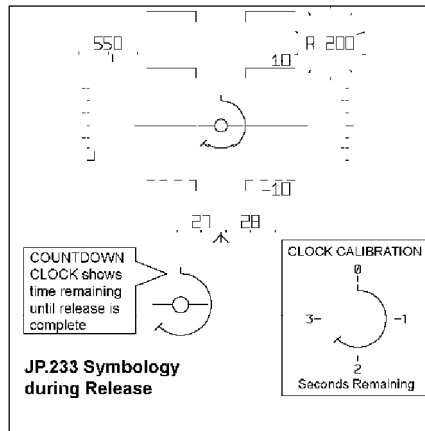 550
R 200
10
-10
27 28
COUNTDOWN
CLOCK shows
time remaining
until release is
complete
CLOCK CALIBRATION
0
3- -1
2
Seconds Remaining
JP.233 Symbology
during Release